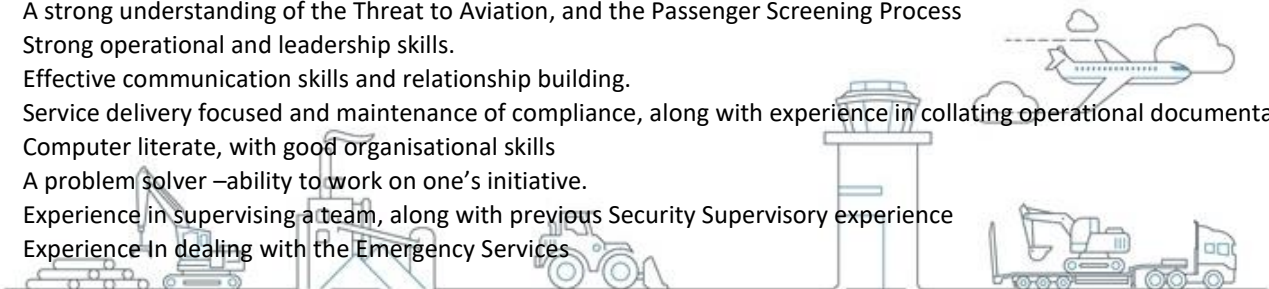 A strong understanding of the Threat to Aviation, and the Passenger Screening Process
Strong operational and leadership skills.
Effective communication skills and relationship building.
Service delivery focused and maintenance of compliance, along with experience in collating operational documenta
Computer literate, with good organisational skills
A problem solver –ability to work on one’s initiative.
Experience in supervising a team, along with previous Security Supervisory experience
Experience In dealing with the Emergency Services